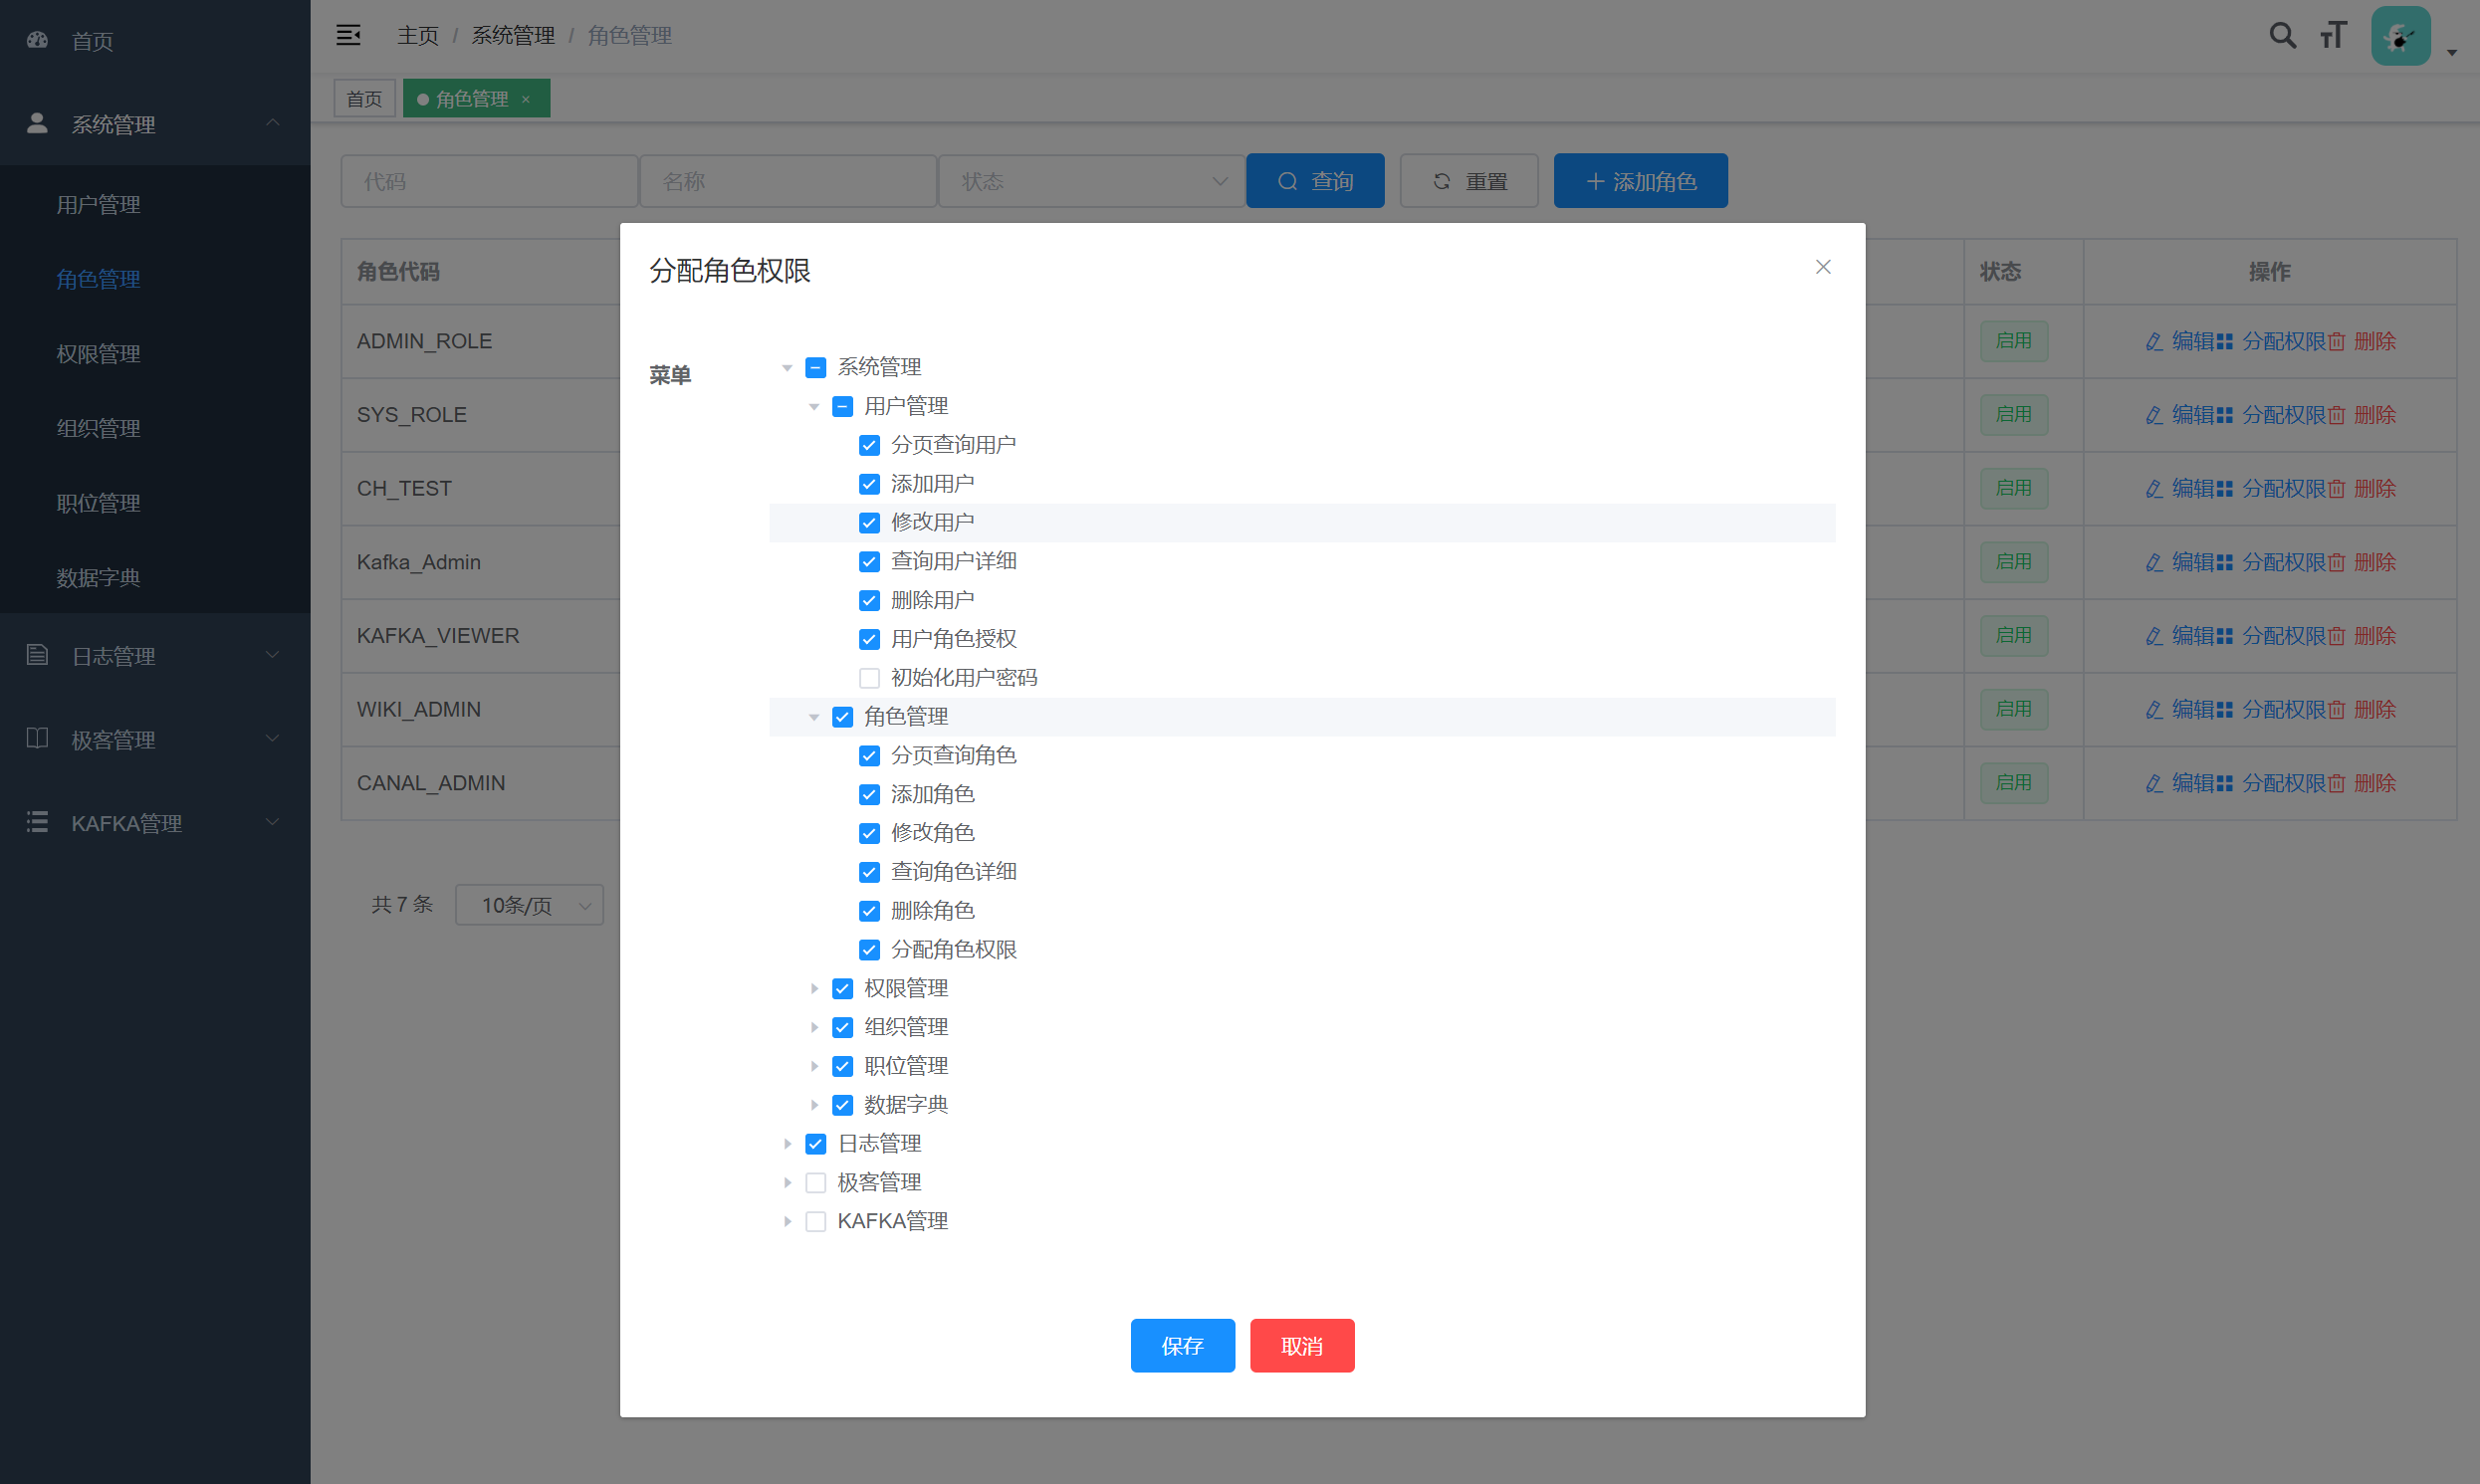 首页
系统管理
用户管理
角色管理
权限管理
组织管理
职位管理
数据字典
日志管理
极客管理
KAFKA管理
主页 / 系统管理 / 角色管理
首页
角色管理 ×
代码
名称
状态
查询
重置
添加角色
角色代码
状态
操作
ADMIN_ROLE
启用
编辑 分配权限 删除
SYS_ROLE
启用
编辑 分配权限 删除
CH_TEST
启用
编辑 分配权限 删除
Kafka_Admin
启用
编辑 分配权限 删除
KAFKA_VIEWER
启用
编辑 分配权限 删除
WIKI_ADMIN
启用
编辑 分配权限 删除
CANAL_ADMIN
启用
编辑 分配权限 删除
共 7 条
10条/页
分配角色权限
菜单
系统管理
用户管理
分页查询用户
添加用户
修改用户
查询用户详细
删除用户
用户角色授权
初始化用户密码
角色管理
分页查询角色
添加角色
修改角色
查询角色详细
删除角色
分配角色权限
权限管理
组织管理
职位管理
数据字典
日志管理
极客管理
KAFKA管理
保存
取消